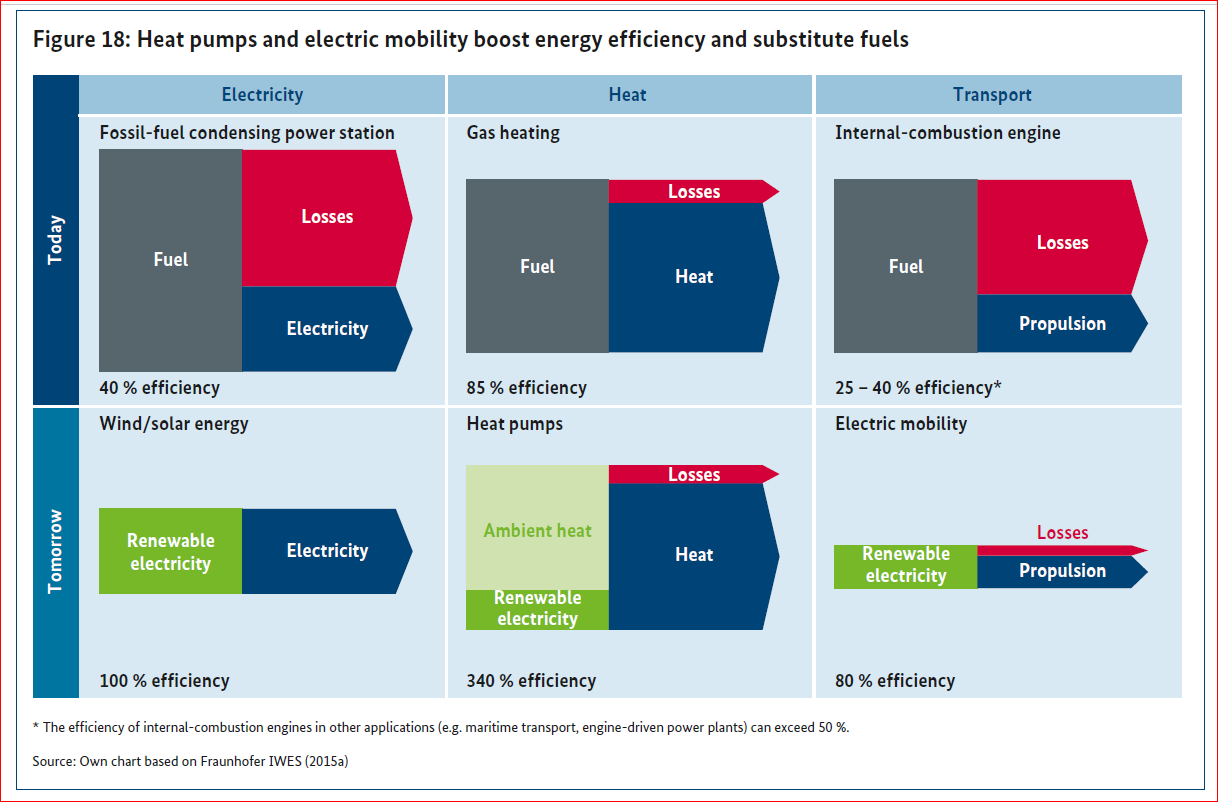 Figure 18: Heat pumps and electric mobility boost energy efficiency and substitute fuels
Electricity
Heat
Transport
Today
Fossil-fuel condensing power station
Fuel
Losses
Electricity
40 % efficiency
Gas heating
Fuel
Losses
Heat
85 % efficiency
Internal-combustion engine
Fuel
Losses
Propulsion
25 – 40 % efficiency*
Tomorrow
Wind/solar energy
Renewable
electricity
Electricity
100 % efficiency
Heat pumps
Ambient heat
Renewable
electricity
Losses
Heat
340 % efficiency
Electric mobility
Renewable
electricity
Losses
Propulsion
80 % efficiency
* The efficiency of internal-combustion engines in other applications (e.g. maritime transport, engine-driven power plants) can exceed 50 %.
Source: Own chart based on Fraunhofer IWES (2015a)